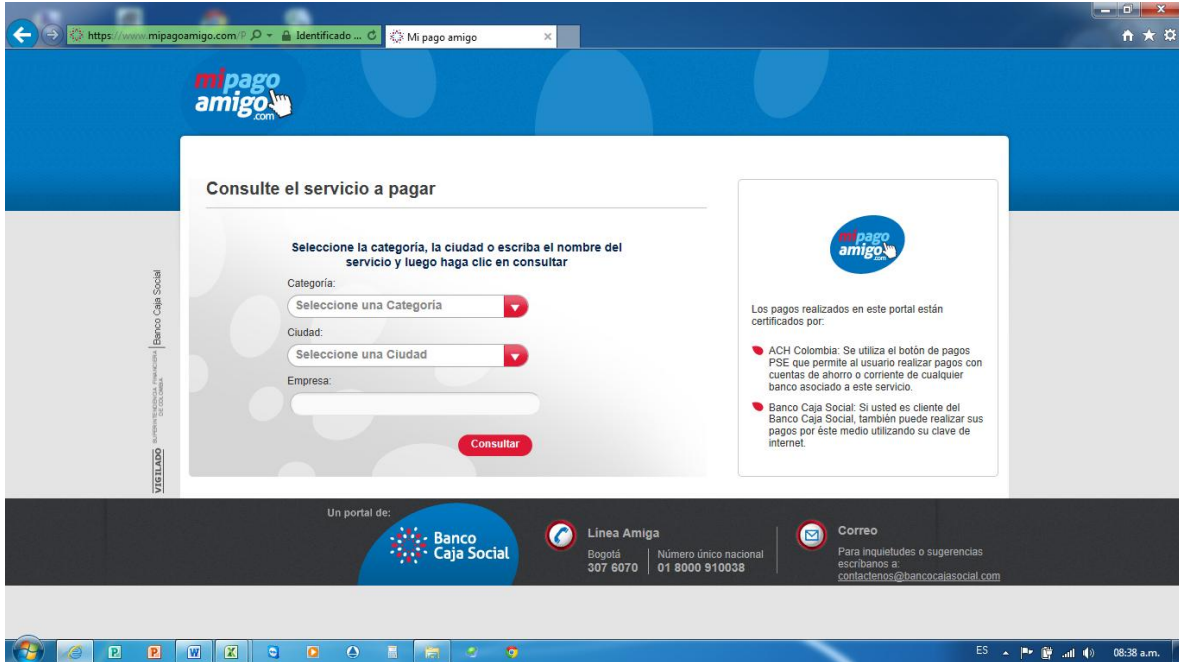 https://www.mipagoamigo.com/P
Identificado ...
Mi pago amigo
mipago
amigo
.com
Consulte el servicio a pagar
Seleccione la categoría, la ciudad o escriba el nombre del
servicio y luego haga clic en consultar
Categoría:
Seleccione una Categoría
Ciudad:
Seleccione una Ciudad
Empresa:
Consultar
mipago
amigo
.com
Los pagos realizados en este portal están
certificados por:
ACH Colombia: Se utiliza el botón de pagos
PSE que permite al usuario realizar pagos con
cuentas de ahorro o corriente de cualquier
banco asociado a este servicio.
Banco Caja Social: Si usted es cliente del
Banco Caja Social, también puede realizar sus
pagos por éste medio utilizando su clave de
internet.
VIGILADO SUPERINTENDENCIA FINANCIERA
DE COLOMBIA
Banco Caja Social
Un portal de:
Banco
Caja Social
Linea Amiga
Bogotá
307 6070
Número único nacional
01 8000 910038
Correo
Para inquietudes o sugerencias
escríbanos a:
contactenos@bancocajasocial.com
ES
08:38 a.m.